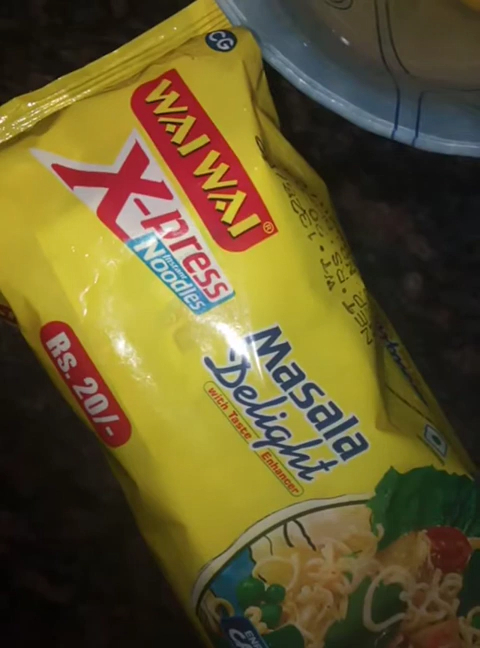 CG
WAI WAI®
X-press
Instant
Noodles
Rs. 20/-
Masala
Delight
with Taste Enhancer